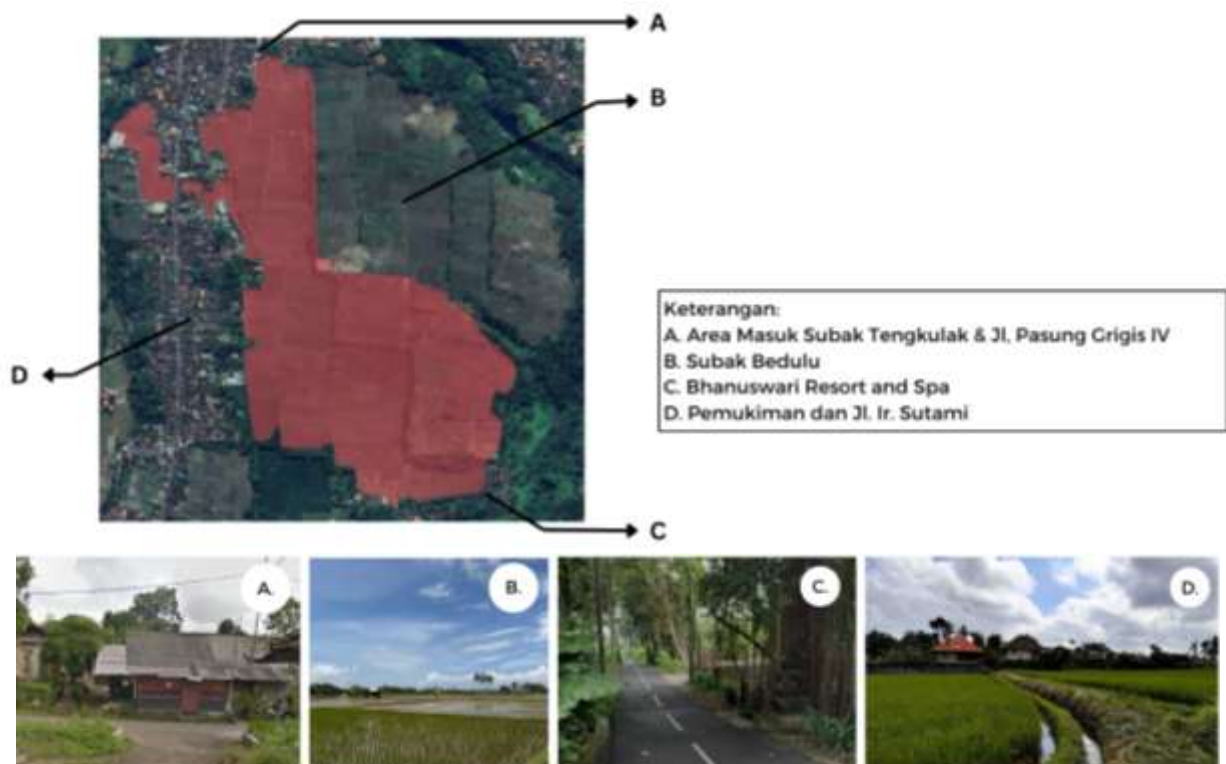 A
B
D
C
Keterangan:
A. Area Masuk Subak Tengkulak & Jl. Pasung Grigis IV
B. Subak Bedulu
C. Bhanuswari Resort and Spa
D. Pemukiman dan Jl. Ir. Sutami
A.
B.
C.
D.